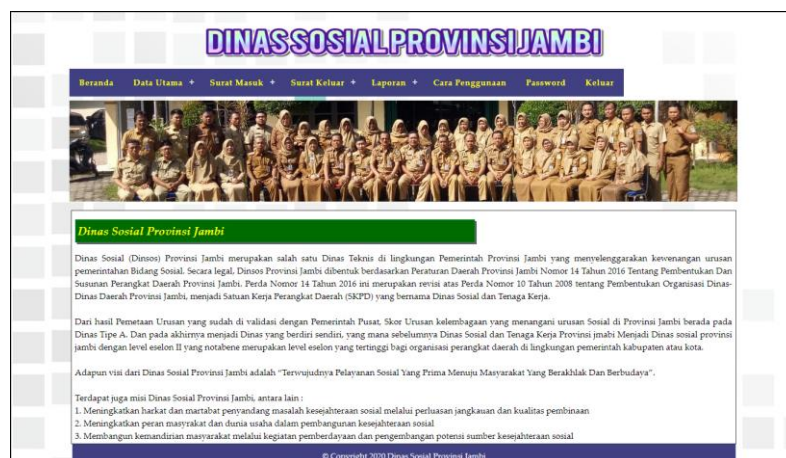 DINAS SOSIAL PROVINSI JAMBI
Beranda Data Utama + Surat Masuk + Surat Keluar + Laporan + Cara Penggunaan Password Keluar
Dinas Sosial Provinsi Jambi
Dinas Sosial (Dinsos) Provinsi Jambi merupakan salah satu Dinas Teknis di lingkungan Pemerintah Provinsi Jambi yang menyelenggarakan kewenangan urusan
pemerintahan Bidang Sosial. Secara legal, Dinsos Provinsi Jambi dibentuk berdasarkan Peraturan Daerah Provinsi Jambi Nomor 14 Tahun 2016 Tentang Pembentukan Dan
Susunan Perangkat Daerah Provinsi Jambi. Perda Nomor 14 Tahun 2016 ini merupakan revisi atas Perda Nomor 10 Tahun 2008 tentang Pembentukan Organisasi Dinas-
Dinas Daerah Provinsi Jambi, menjadi Satuan Kerja Perangkat Daerah (SKPD) yang bernama Dinas Sosial dan Tenaga Kerja.
Dari hasil Pemetaan Urusan yang sudah di validasi dengan Pemerintah Pusat, Skor Urusan kelembagaan yang menangani urusan Sosial di Provinsi Jambi berada pada
Dinas Tipe A. Dan pada akhirnya menjadi Dinas yang berdiri sendiri, yang mana sebelumnya Dinas Sosial dan Tenaga Kerja Provinsi jmabi Menjadi Dinas sosial provinsi
jambi dengan level eselon II yang notabene merupakan level eselon yang tertinggi bagi organisasi perangkat daerah di lingkungan pemerintah kabupaten atau kota.
Adapun visi dari Dinas Sosial Provinsi Jambi adalah "Terwujudnya Pelayanan Sosial Yang Prima Menuju Masyarakat Yang Berakhlak Dan Berbudaya".
Terdapat juga misi Dinas Sosial Provinsi Jambi, antara lain :
1. Meningkatkan harkat dan martabat penyandang masalah kesejahteraan sosial melalui perluasan jangkauan dan kualitas pembinaan
2. Meningkatkan peran masyrakat dan dunia usaha dalam pembangunan kesejahteraan sosial
3. Membangun kemandirian masyarakat melalui kegiatan pemberdayaan dan pengembangan potensi sumber kesejahteraan sosial
© Copyright 2020 Dinas Sosial Provinsi Jambi